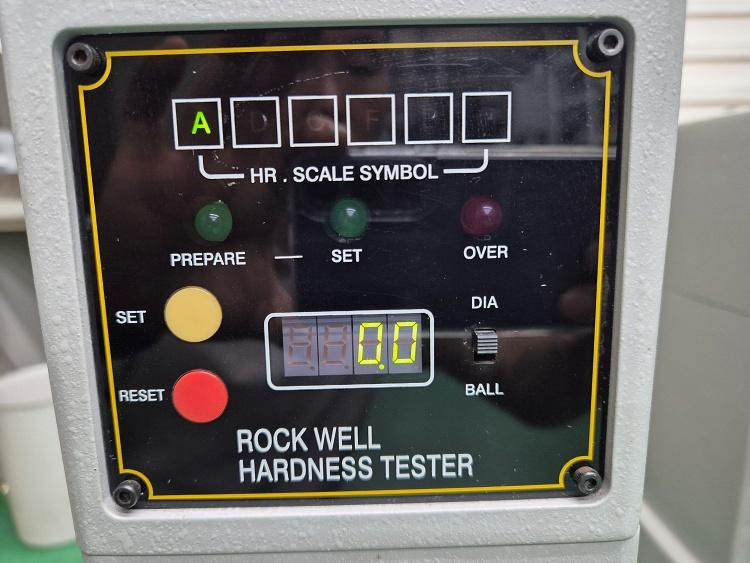 A
HR . SCALE SYMBOL
PREPARE — SET
OVER
SET
DIA
0.0
RESET
BALL
ROCK WELL
HARDNESS TESTER